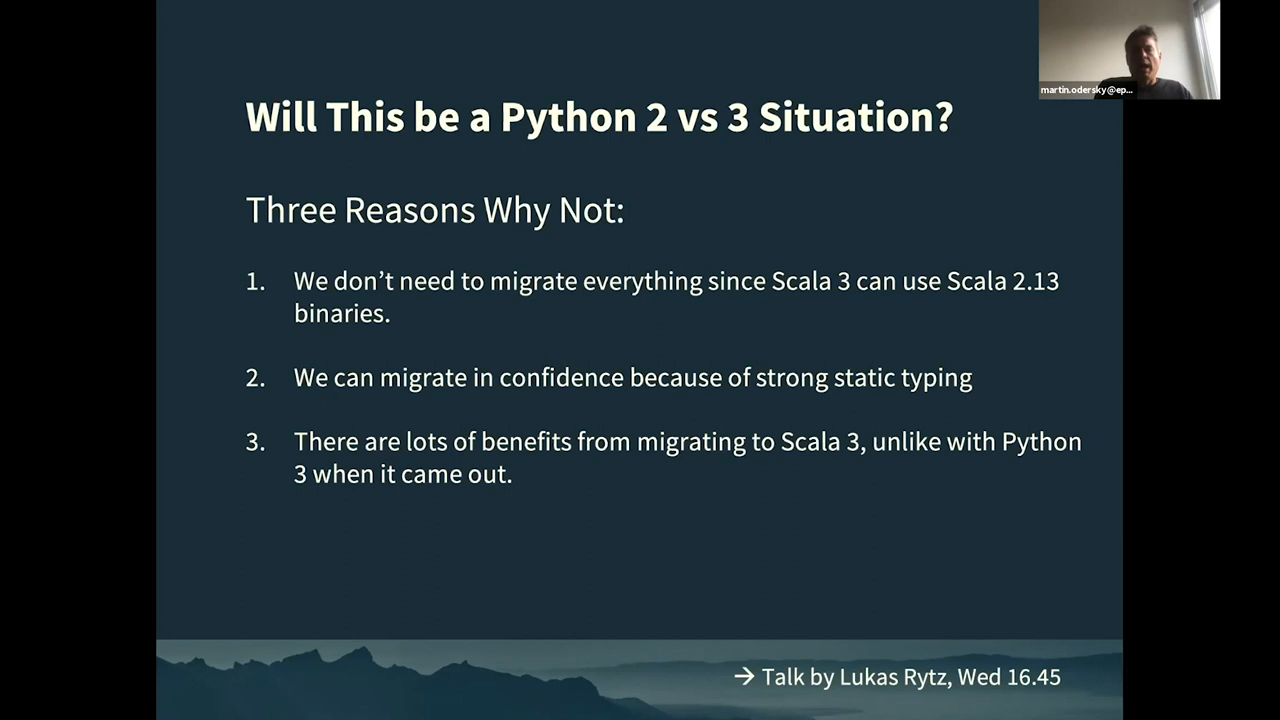 martin.odersky@ep...
Will This be a Python 2 vs 3 Situation?
Three Reasons Why Not:
1. We don’t need to migrate everything since Scala 3 can use Scala 2.13
binaries.
2. We can migrate in confidence because of strong static typing
3. There are lots of benefits from migrating to Scala 3, unlike with Python
3 when it came out.
→ Talk by Lukas Rytz, Wed 16.45